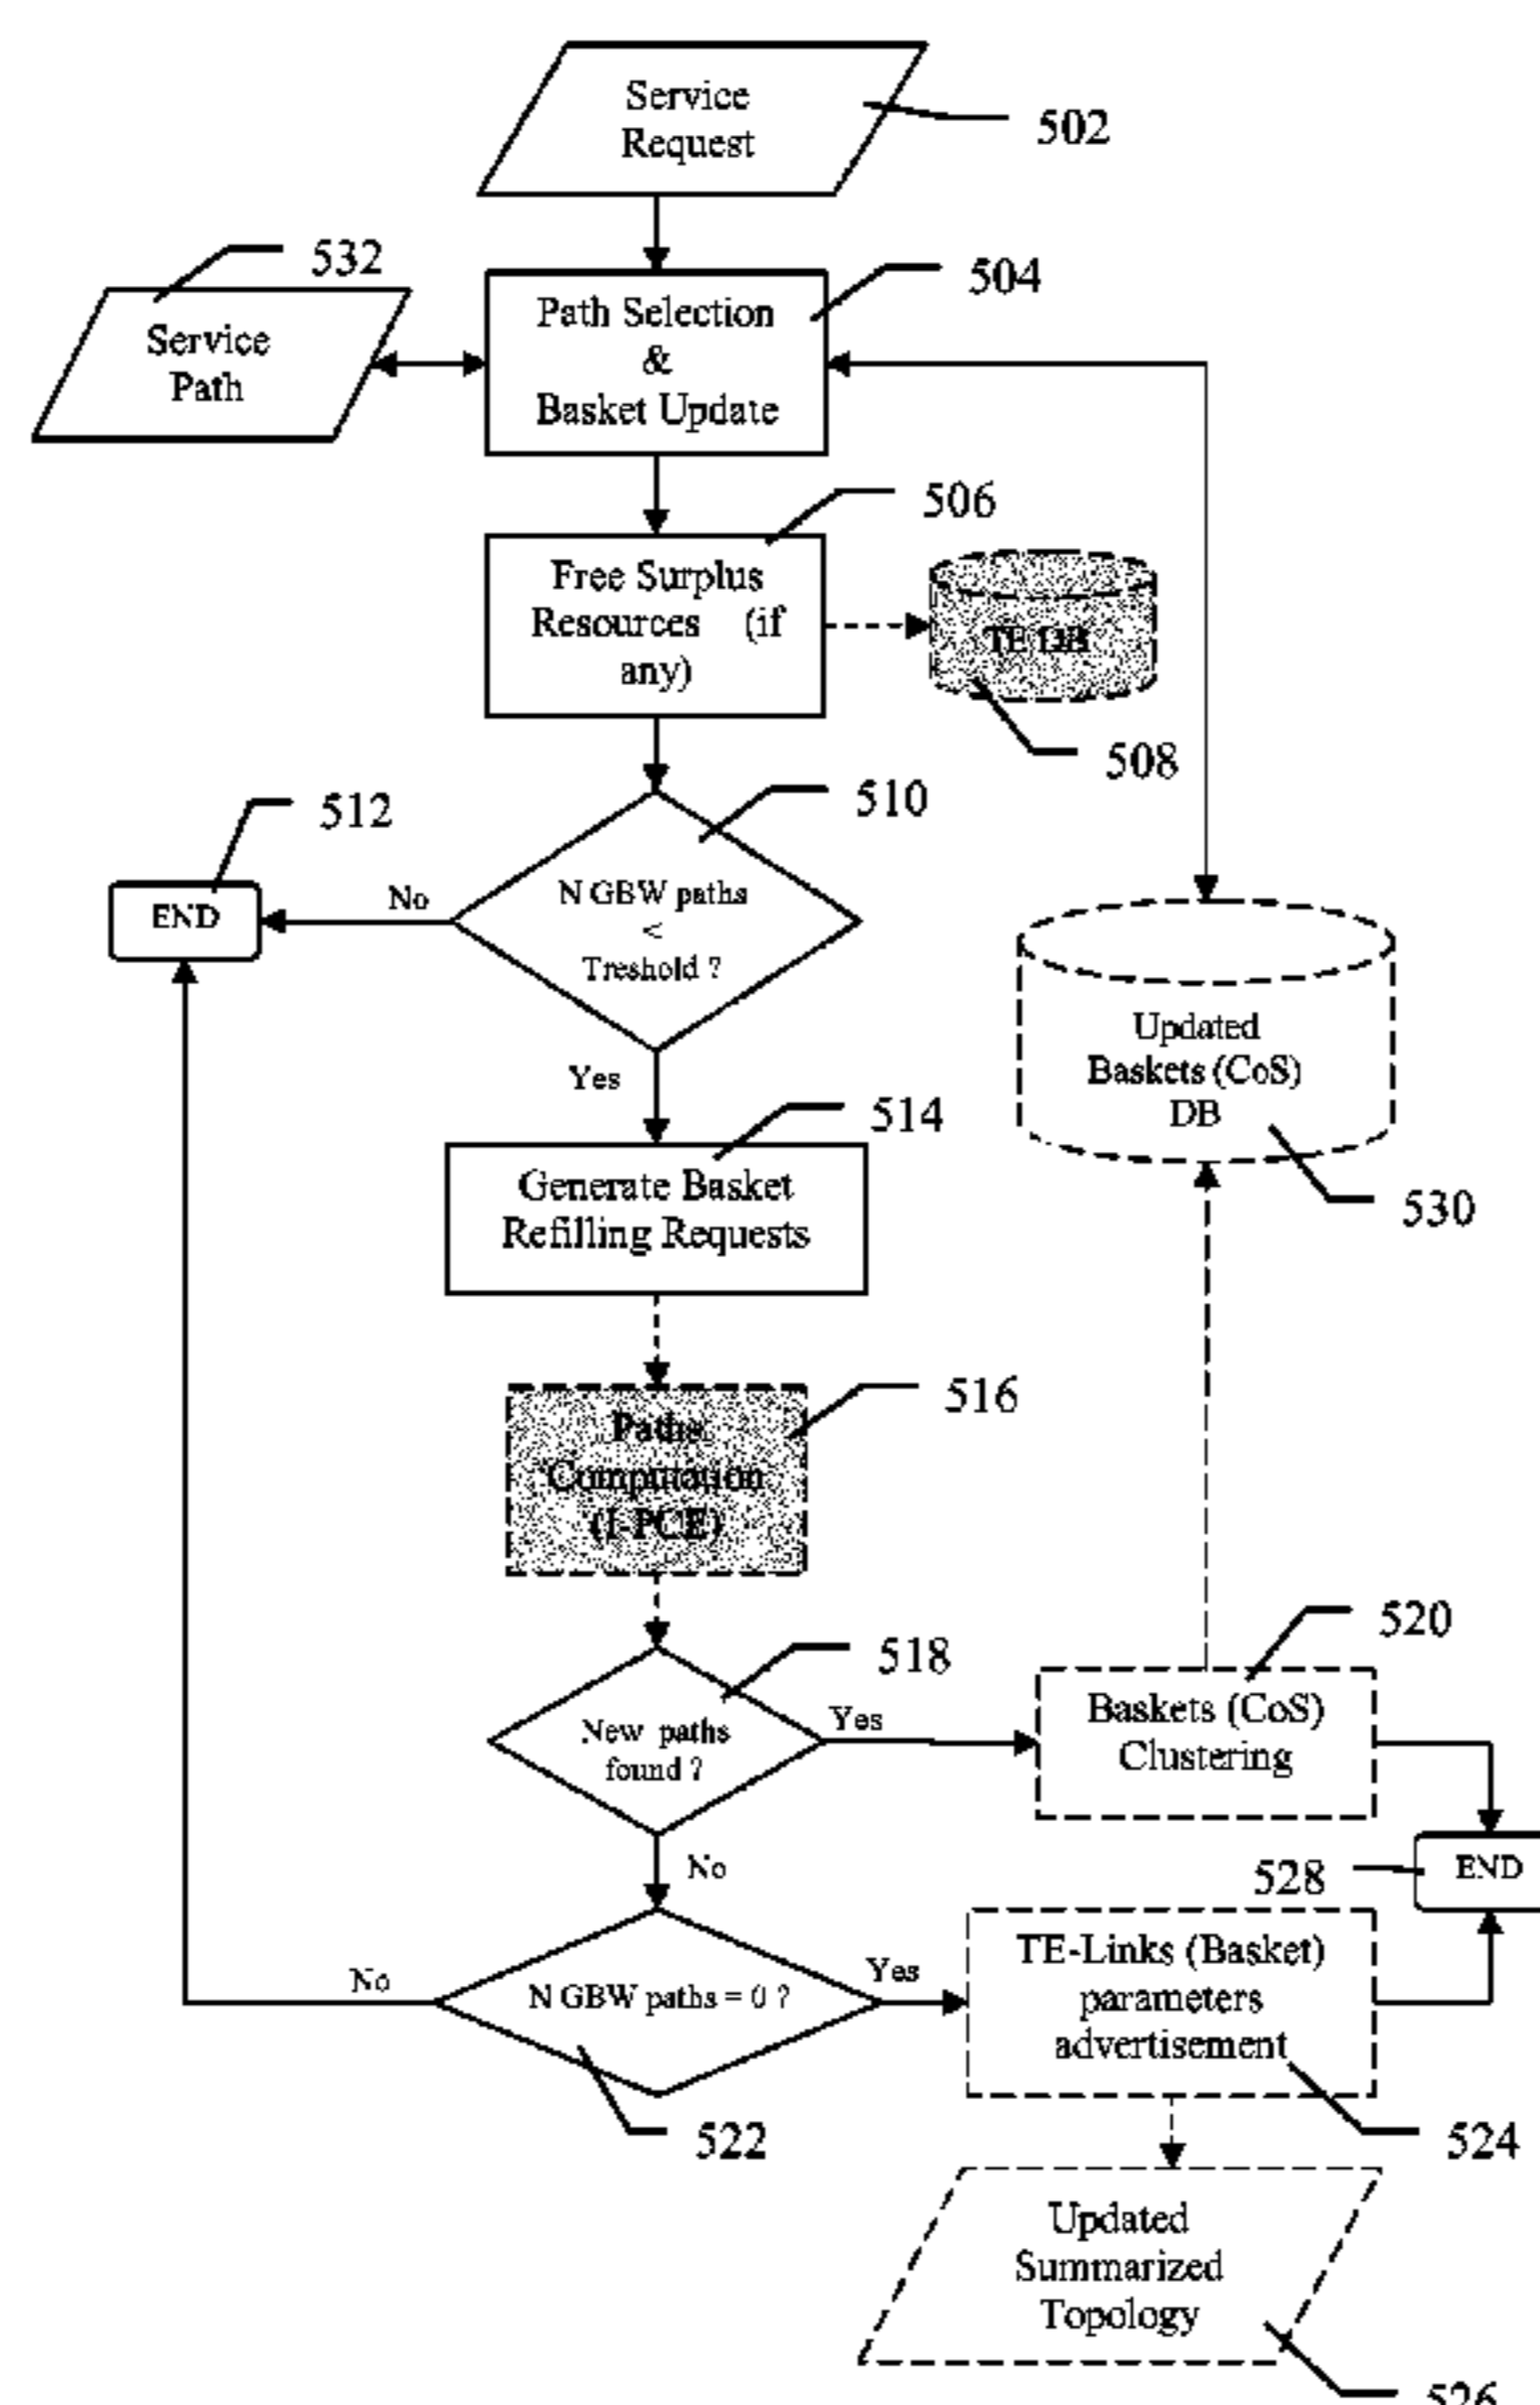 Service
Request
502
532
Service
Path
504
Path Selection
&
Basket Update
506
Free Surplus
Resources (if
any)
TE DB
508
510
512
END
No
N GBW paths
<
Treshold ?
Yes
Updated
Baskets (CoS)
DB
530
514
Generate Basket
Refilling Requests
516
Paths
Computation
(I-PCE)
518
New paths
found ?
Yes
520
Baskets (CoS)
Clustering
No
528
END
No
N GBW paths = 0 ?
Yes
TE-Links (Basket)
parameters
advertisement
522
524
Updated
Summarized
Topology
526